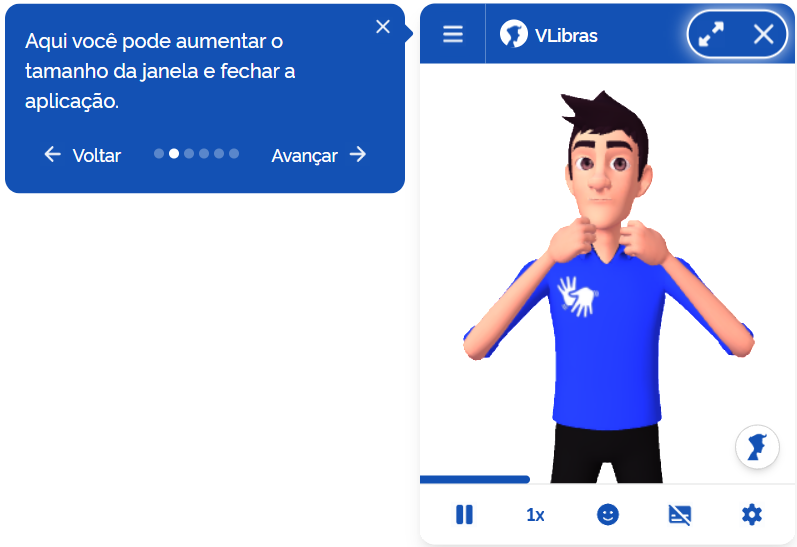 Aqui você pode aumentar o
tamanho da janela e fechar a
aplicação.
Voltar
Avançar
VLibras
1x